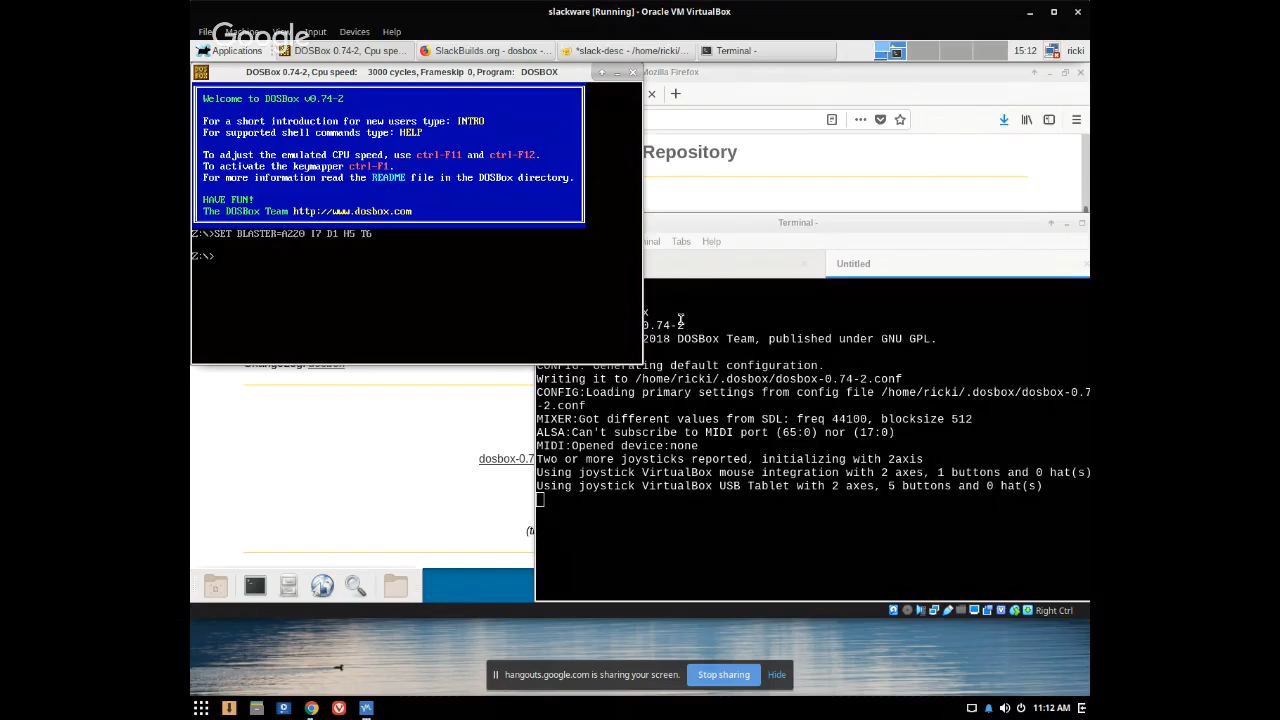 slackware [Running] - Oracle VM VirtualBox
File Machine View Input Devices Help
Google
Applications
DOSBox 0.74-2, Cpu spee...
SlackBuilds.org - dosbox -...
*slack-desc - /home/ricki/...
Terminal -
15:12
ricki
DOSBox 0.74-2, Cpu speed: 3000 cycles, Frameskip 0, Program: DOSBOX
Mozilla Firefox
Welcome to DOSBox v0.74-2
For a short introduction for new users type: INTRO
For supported shell commands type: HELP
To adjust the emulated CPU speed, use ctrl-F11 and ctrl-F12.
To activate the keymapper ctrl-F1.
For more information read the README file in the DOSBox directory.
HAVE FUN!
The DOSBox Team http://www.dosbox.com
Z:\>SET BLASTER=A220 I7 D1 H5 T6
Z:\>
Repository
Terminal -
Tabs Help
Untitled
x
0.74-2
2018 DOSBox Team, published under GNU GPL.
CONFIG: Generating default configuration.
Writing it to /home/ricki/.dosbox/dosbox-0.74-2.conf
CONFIG:Loading primary settings from config file /home/ricki/.dosbox/dosbox-0.7
-2.conf
MIXER:Got different values from SDL: freq 44100, blocksize 512
ALSA:Can't subscribe to MIDI port (65:0) nor (17:0)
MIDI:Opened device:none
Two or more joysticks reported, initializing with 2axis
Using joystick VirtualBox mouse integration with 2 axes, 1 buttons and 0 hat(s)
Using joystick VirtualBox USB Tablet with 2 axes, 5 buttons and 0 hat(s)
dosbox-0.7
Right Ctrl
hangouts.google.com is sharing your screen.
Stop sharing
Hide
11:12 AM